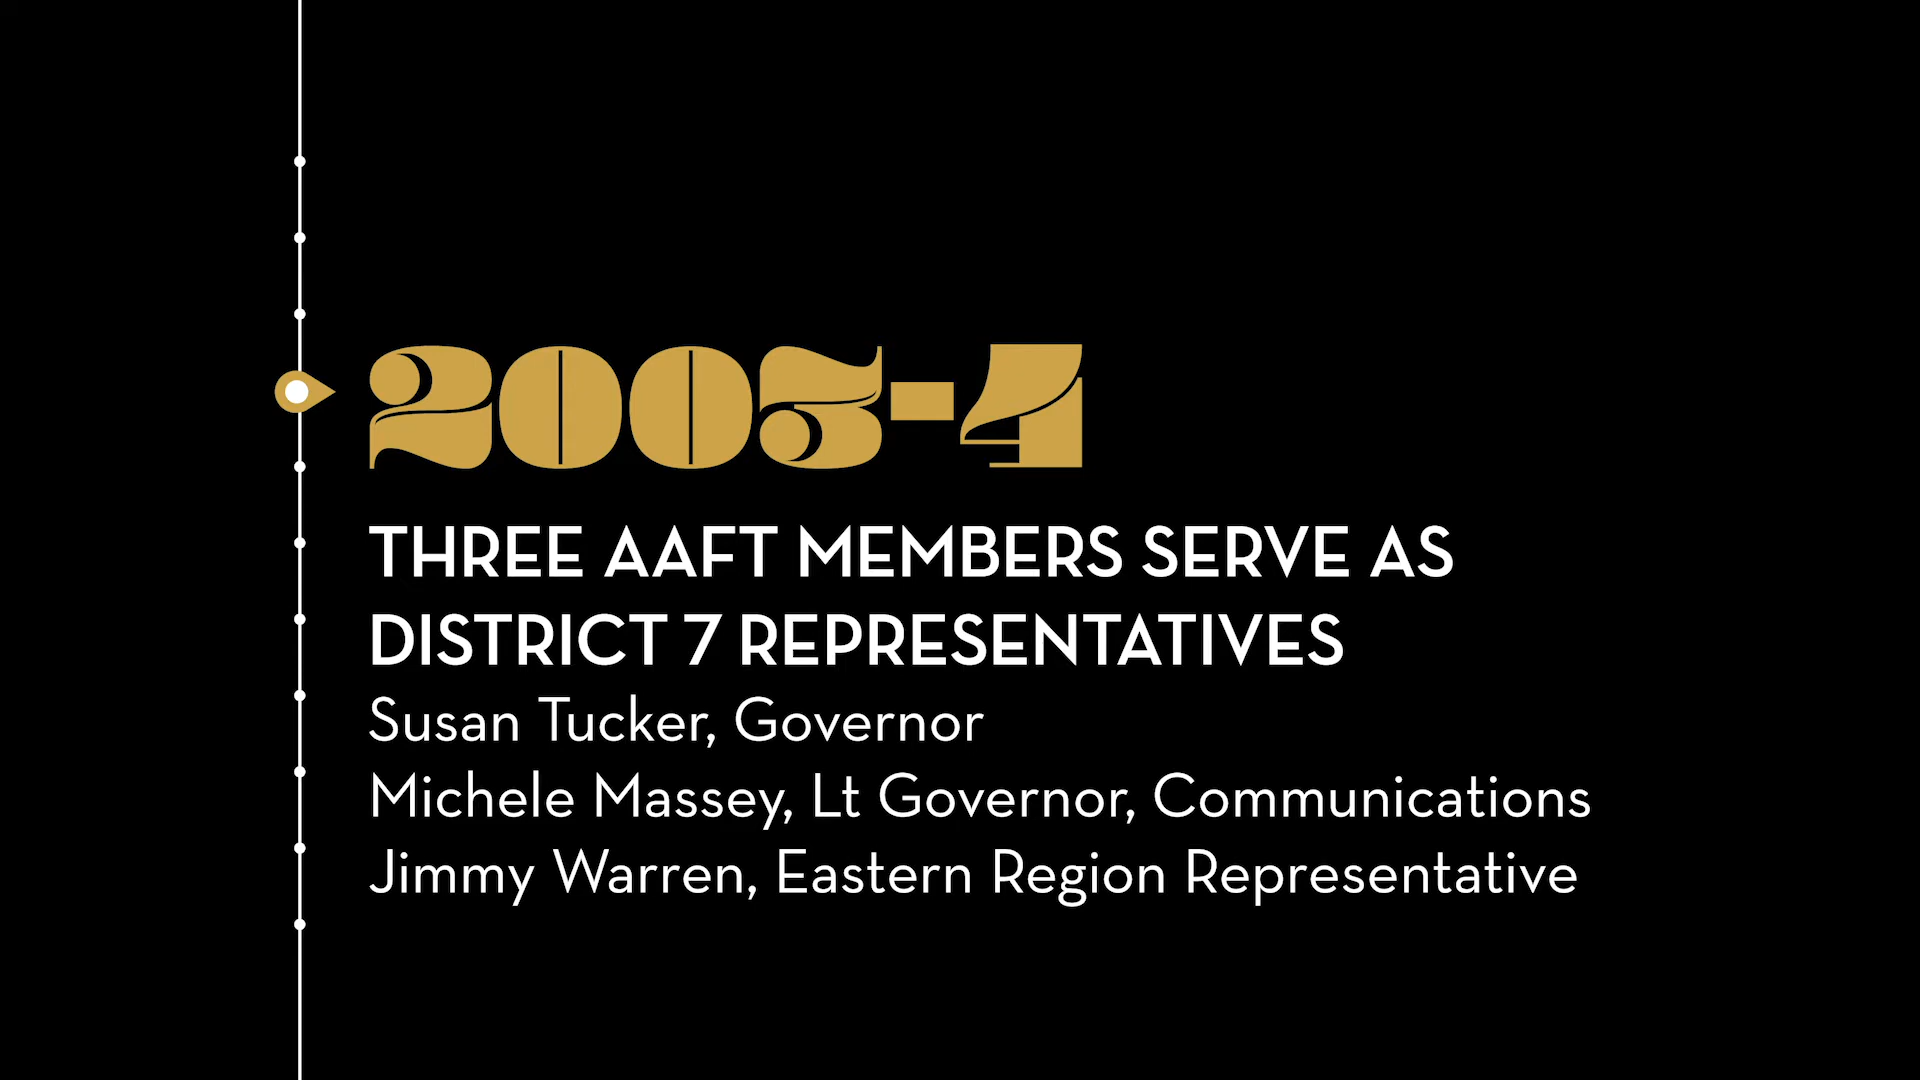 2003-4
THREE AAFT MEMBERS SERVE AS
DISTRICT 7 REPRESENTATIVES
Susan Tucker, Governor
Michele Massey, Lt Governor, Communications
Jimmy Warren, Eastern Region Representative